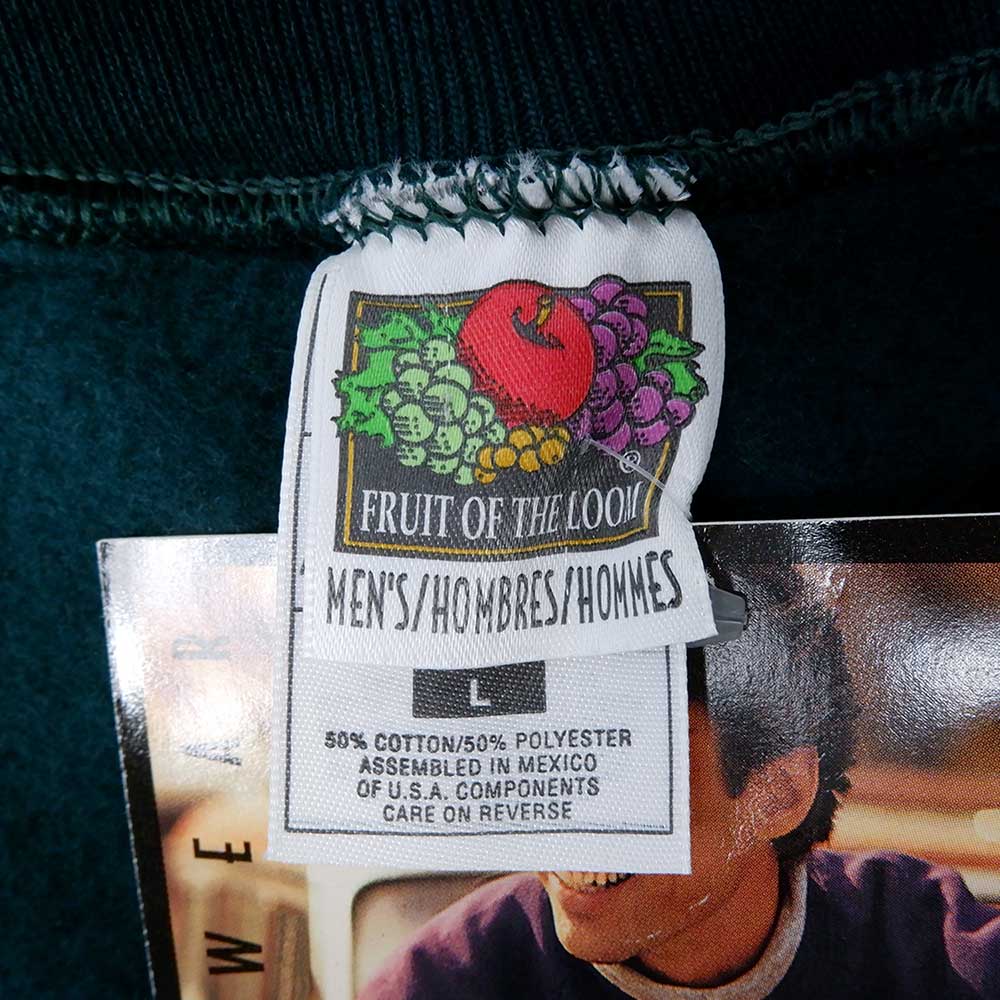 ®
FRUIT OF THE LOOM
MEN'S/HOMBRES/HOMMES
L
50% COTTON/50% POLYESTER
ASSEMBLED IN MEXICO
OF U.S.A. COMPONENTS
CARE ON REVERSE
WEAR